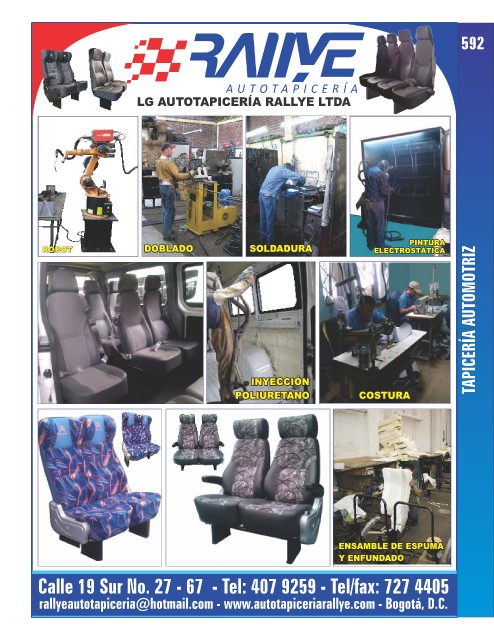 592
RALLYE
AUTOTAPICERÍA
LG AUTOTAPICERÍA RALLYE LTDA
ROBOT
DOBLADO
SOLDADURA
PINTURA
ELECTROSTATICA
TAPICERÍA AUTOMOTRIZ
INYECCIÓN
POLIURETANO
COSTURA
ENSAMBLE DE ESPUMA
Y ENFUNDADO
Calle 19 Sur No. 27 - 67 - Tel: 407 9259 - Tel/fax: 727 4405
rallyeautotapiceria@hotmail.com - www.autotapiceriarallye.com - Bogotá, D.C.